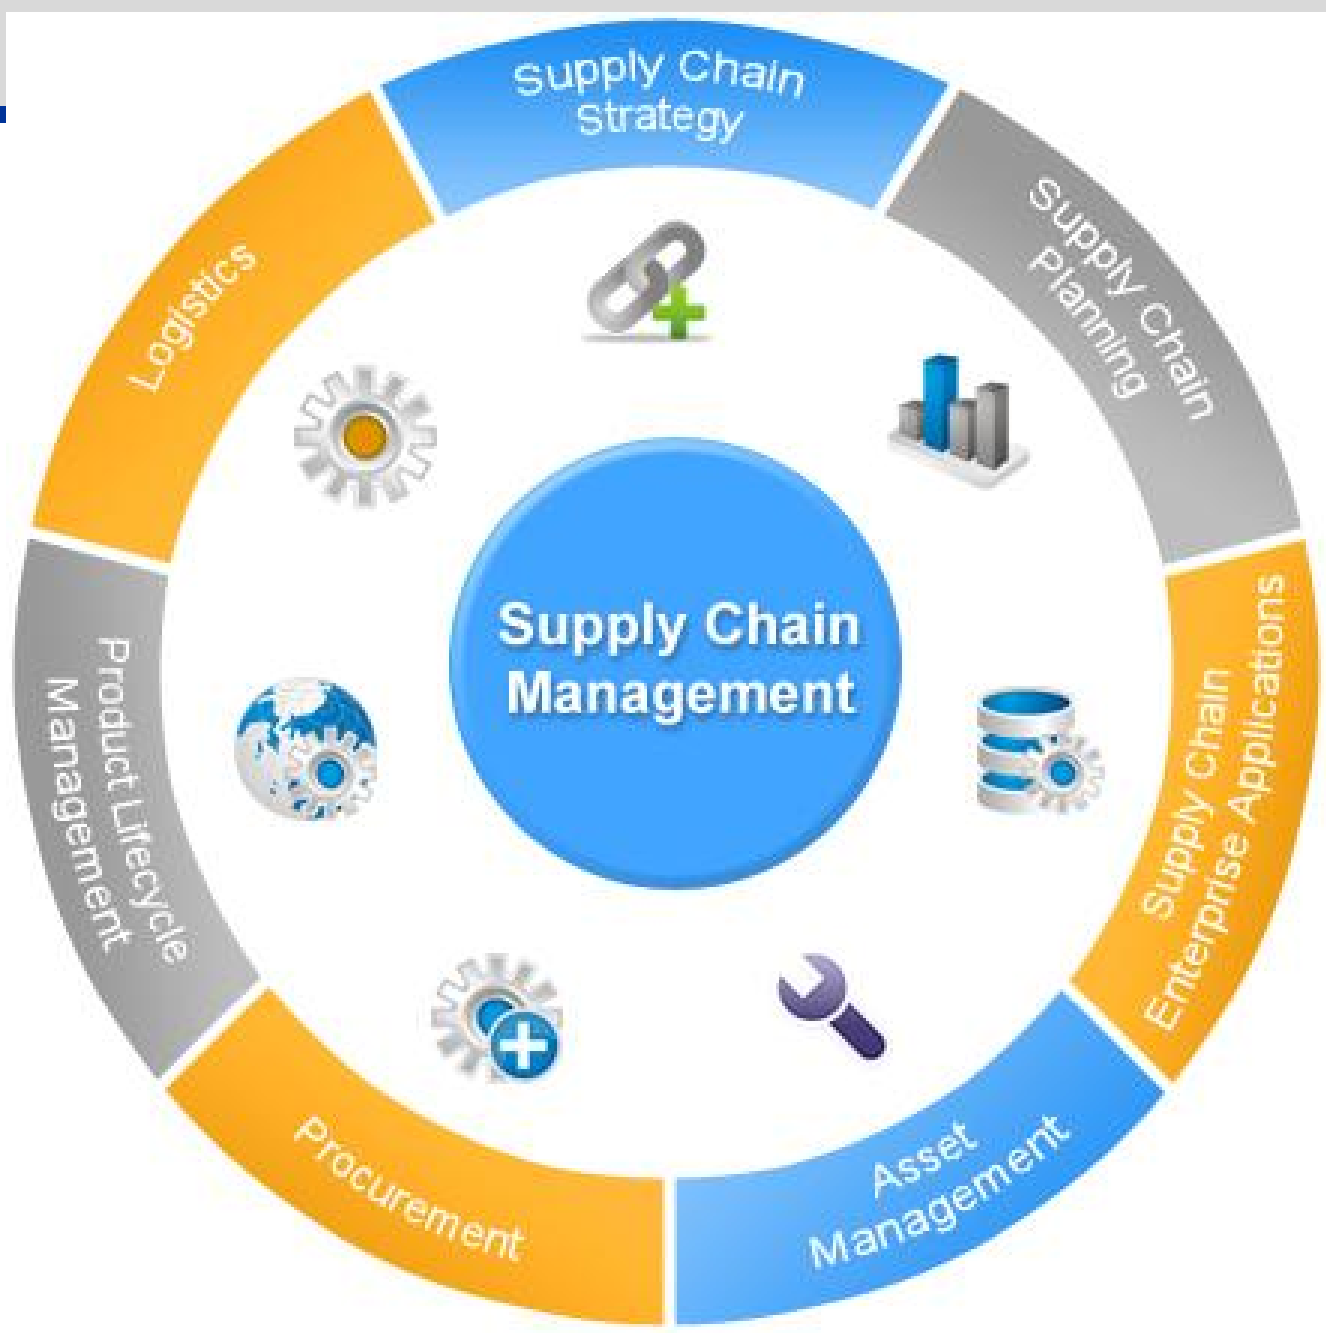 Supply Chain
Strategy
Supply Chain
Planning
Supply Chain
Enterprise Applications
Asset
Management
Procurement
Product Lifecycle
Management
Logistics
Supply Chain
Management